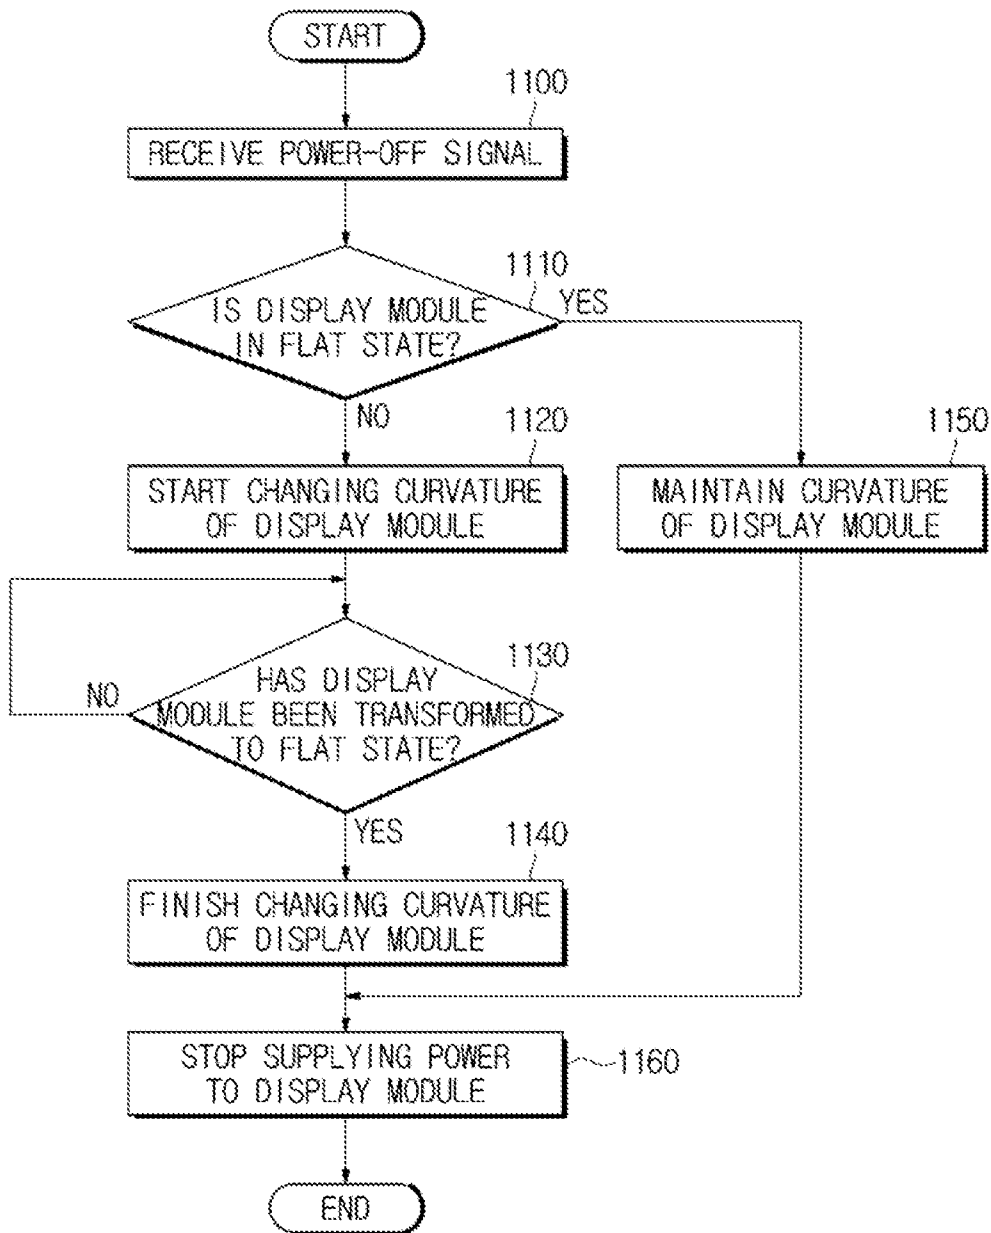 START
1100
RECEIVE POWER-OFF SIGNAL
1110
IS DISPLAY MODULE
IN FLAT STATE?
YES
NO
1120
START CHANGING CURVATURE
OF DISPLAY MODULE
1150
MAINTAIN CURVATURE
OF DISPLAY MODULE
1130
HAS DISPLAY
MODULE BEEN TRANSFORMED
TO FLAT STATE?
NO
YES
1140
FINISH CHANGING CURVATURE
OF DISPLAY MODULE
STOP SUPPLYING POWER
TO DISPLAY MODULE
1160
END